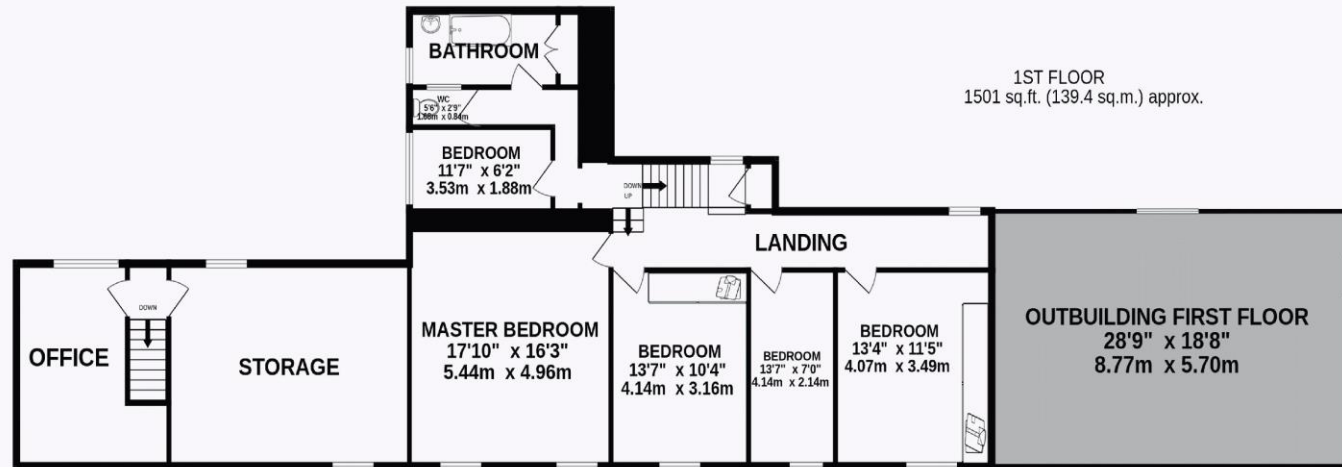 BATHROOM
1ST FLOOR
1501 sq.ft. (139.4 sq.m.) approx.
WC
5'6" x 2'9"
1.68m x 0.84m
BEDROOM
11'7" x 6'2"
3.53m x 1.88m
DOWN
UP
LANDING
DOWN
OFFICE
STORAGE
MASTER BEDROOM
17'10" x 16'3"
5.44m x 4.96m
BEDROOM
13'7" x 10'4"
4.14m x 3.16m
BEDROOM
13'7" x 7'0"
4.14m x 2.14m
BEDROOM
13'4" x 11'5"
4.07m x 3.49m
OUTBUILDING FIRST FLOOR
28'9" x 18'8"
8.77m x 5.70m